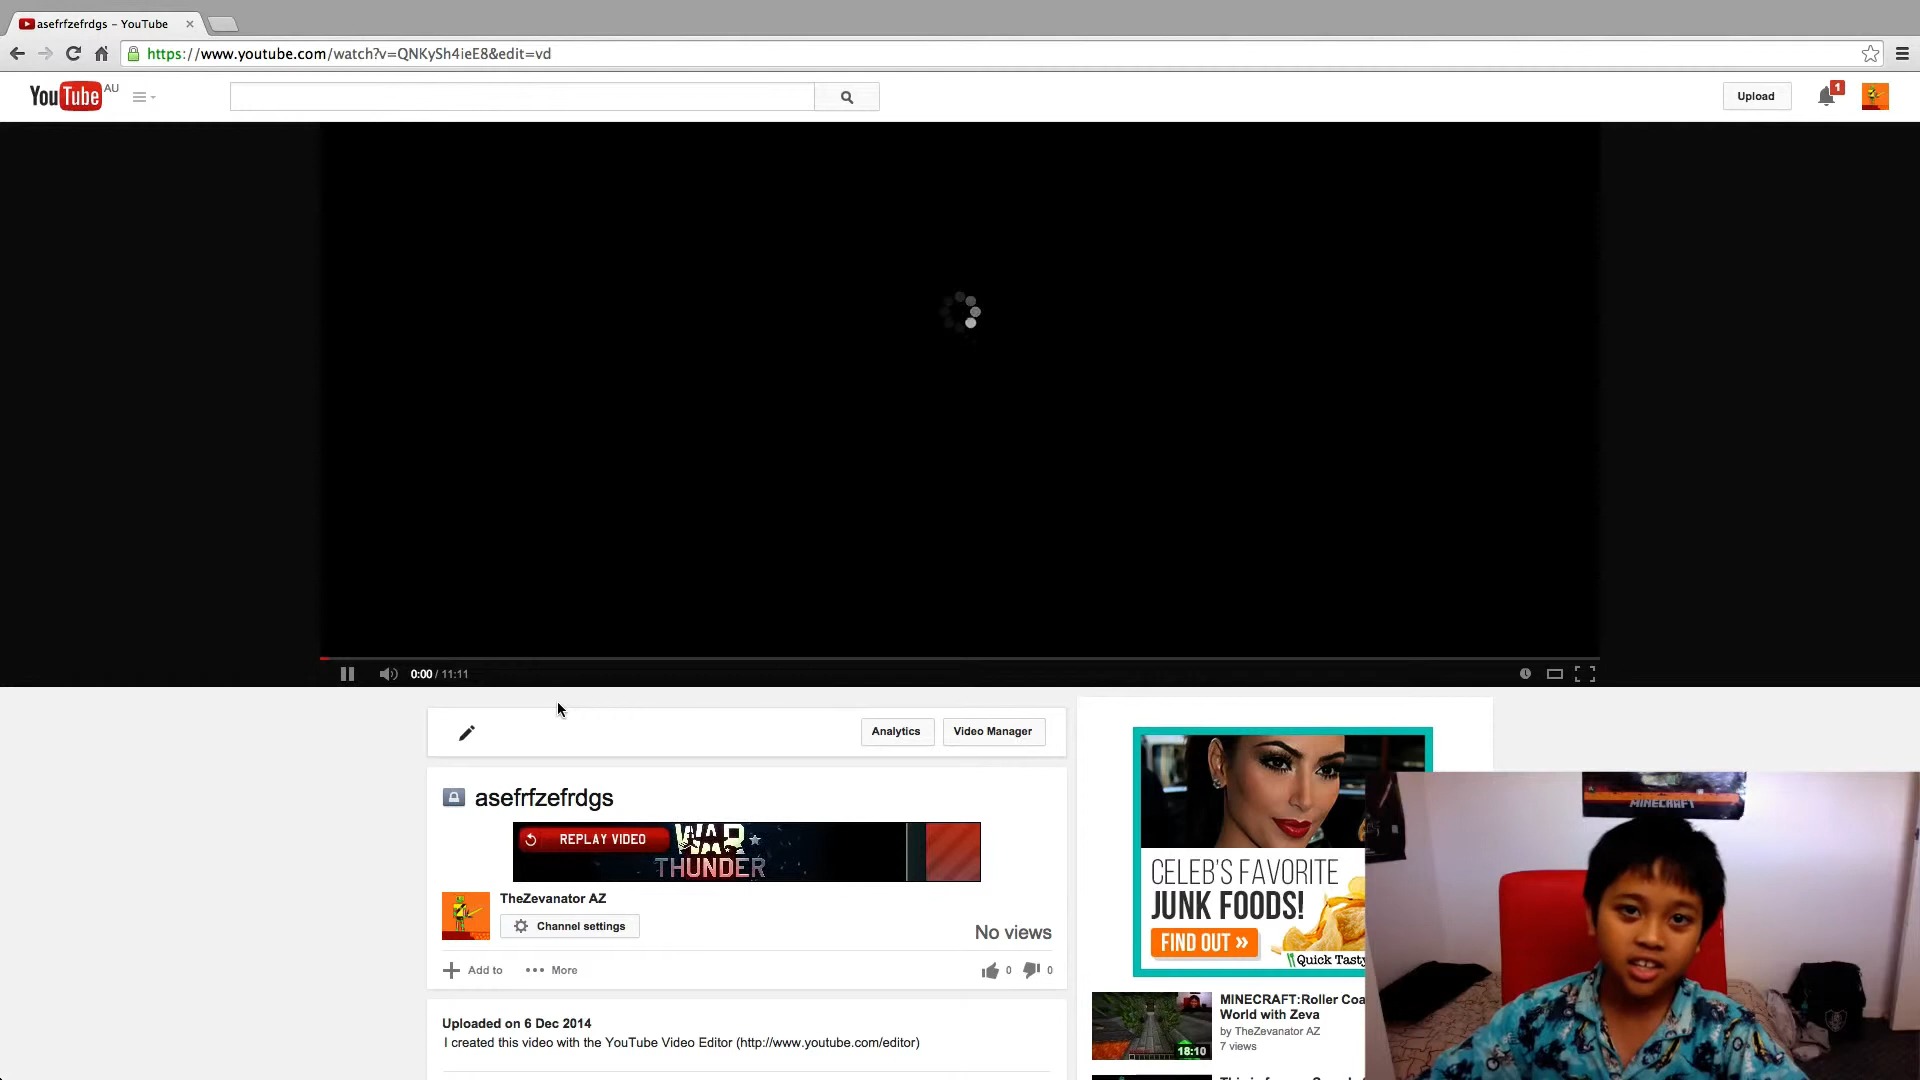 asefrfzefrdgs - YouTube
https://www.youtube.com/watch?v=QNKySh4ieE8&edit=vd
YouTube AU
Upload
1
0:00 / 11:11
Analytics
Video Manager
asefrfzefrdgs
REPLAY VIDEO
WAR THUNDER
TheZevanator AZ
Channel settings
No views
Add to
More
0
0
Uploaded on 6 Dec 2014
I created this video with the YouTube Video Editor (http://www.youtube.com/editor)
CELEB'S FAVORITE
JUNK FOODS!
FIND OUT »
Quick Tasty
MINECRAFT:Roller Coa
World with Zeva
by TheZevanator AZ
7 views
18:10
MINECRAFT